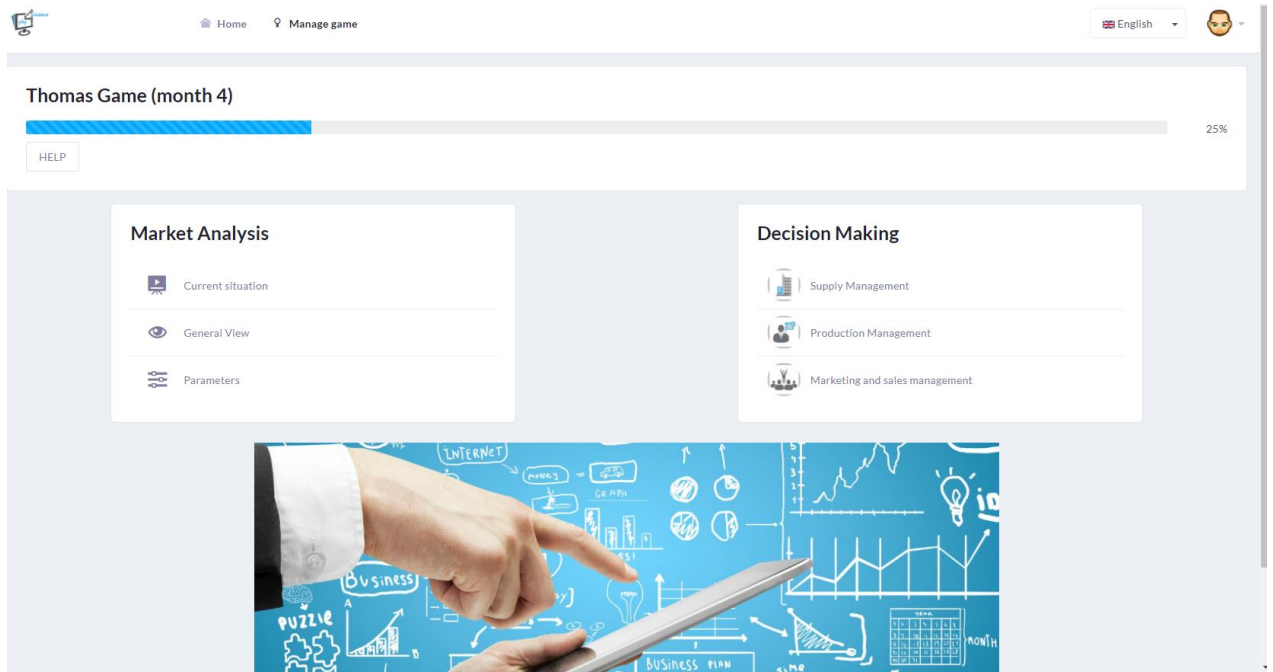 Home
Manage game
English
Thomas Game (month 4)
25%
HELP
Market Analysis
Current situation
General View
Parameters
Decision Making
Supply Management
Production Management
Marketing and sales management
INTERNET
MONEY
=
GRAPH
BUSINESS
PUZZLE
BUSINESS PLAN
YEAR
MONTH